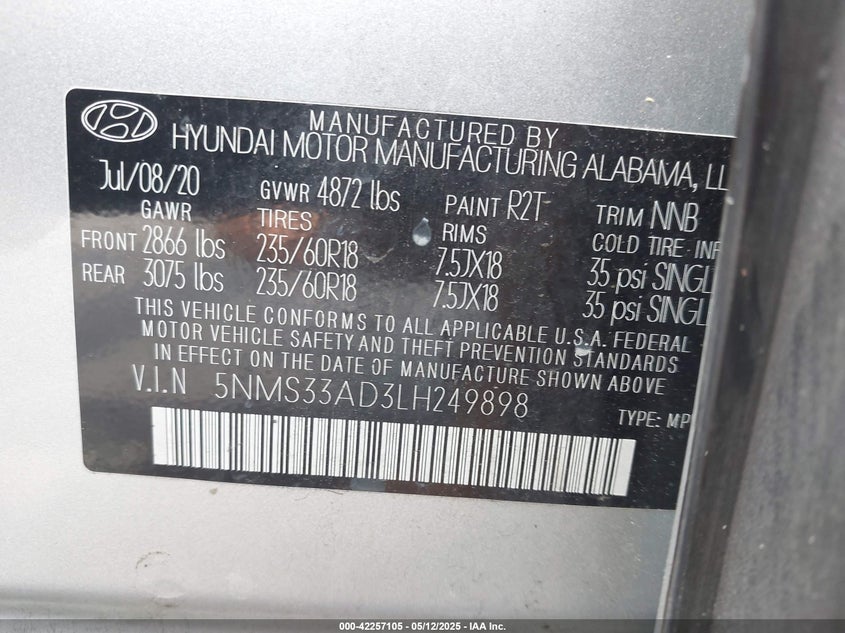 MANUFACTURED BY
HYUNDAI MOTOR MANUFACTURING ALABAMA, LL
Jul/08/20 GVWR 4872 lbs PAINT R2T TRIM NNB
GAWR TIRES RIMS COLD TIRE INF
FRONT 2866 lbs 235/60R18 7.5JX18 35 psi SINGL
REAR 3075 lbs 235/60R18 7.5JX18 35 psi SINGL
THIS VEHICLE CONFORMS TO ALL APPLICABLE U.S.A. FEDERAL
MOTOR VEHICLE SAFETY AND THEFT PREVENTION STANDARDS
IN EFFECT ON THE DATE OF MANUFACTURE SHOWN ABOVE
V.I.N 5NMS33AD3LH249898
TYPE: MP
000-42257105 - 05/12/2025 - IAA Inc.